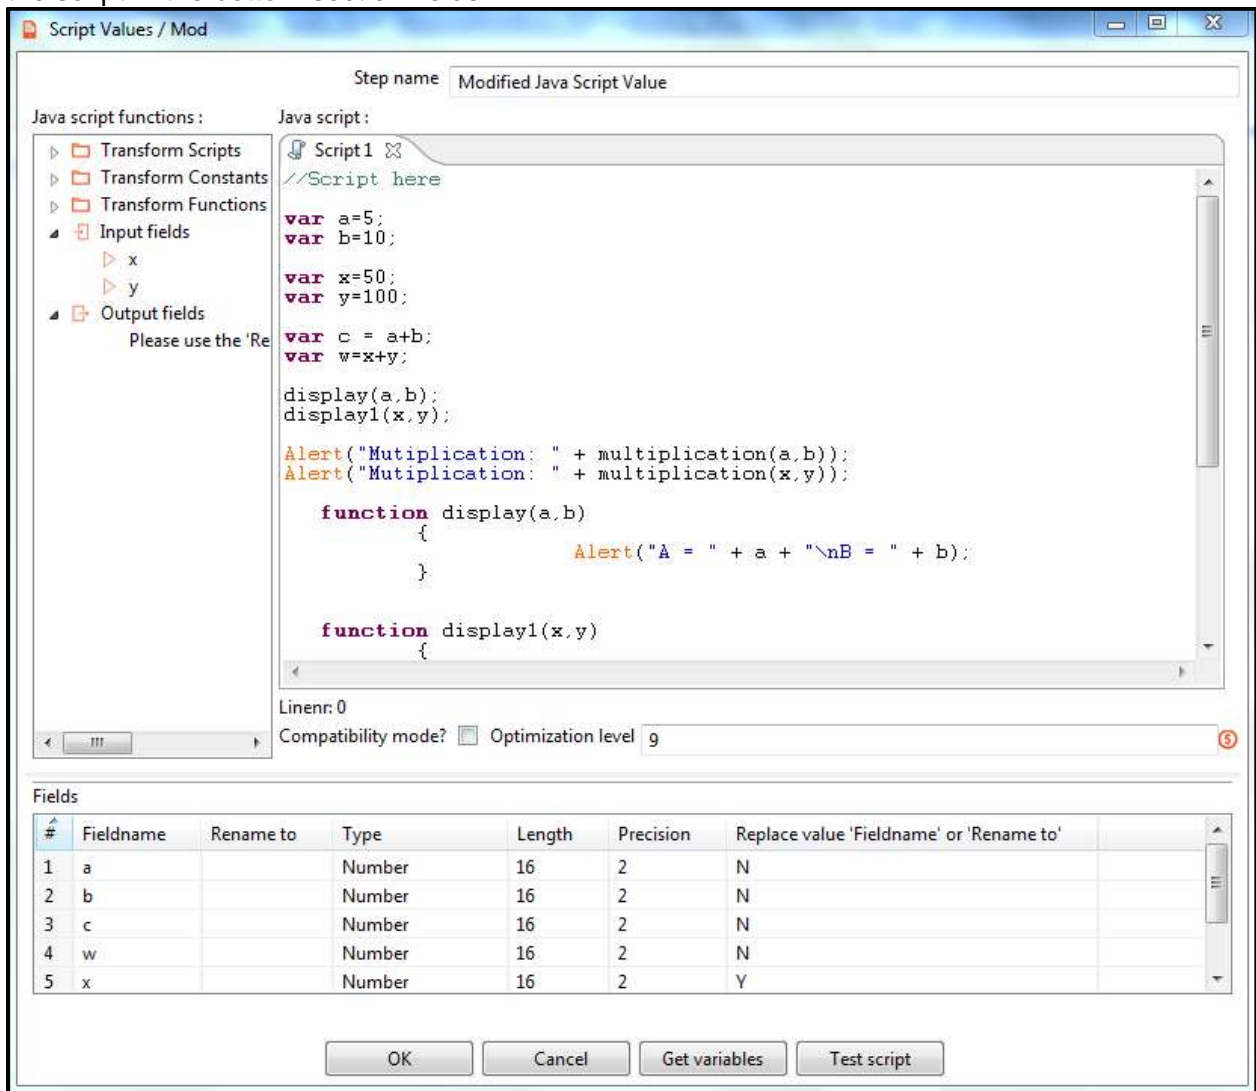 Script Values / Mod
Step name Modified Java Script Value
Java script functions : Java script :
Transform Scripts
Transform Constants
Transform Functions
Input fields
x
y
Output fields
Please use the 'Re
Script 1
//Script here
var a=5;
var b=10;
var x=50;
var y=100;
var c = a+b;
var w=x+y;
display(a,b);
display1(x,y);
Alert("Mutiplication: " + multiplication(a,b));
Alert("Mutiplication: " + multiplication(x,y));
function display(a,b)
{
Alert("A = " + a + "\nB = " + b);
}
function display1(x,y)
{
Linenr: 0
Compatibility mode? Optimization level 9
Fields
# Fieldname Rename to Type Length Precision Replace value 'Fieldname' or 'Rename to'
1 a Number 16 2 N
2 b Number 16 2 N
3 c Number 16 2 N
4 w Number 16 2 N
5 x Number 16 2 Y
OK Cancel Get variables Test script